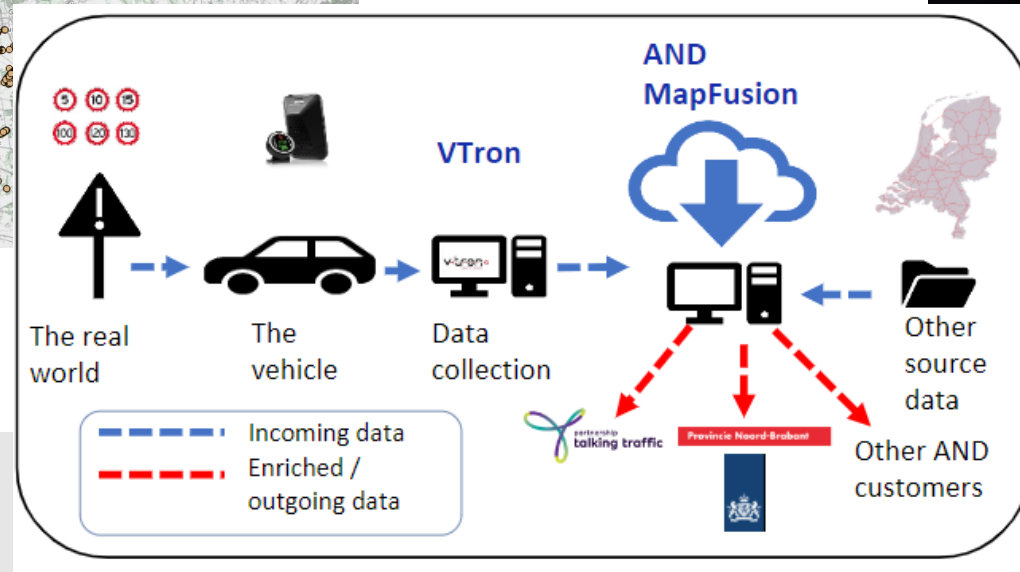 AND
MapFusion
5 10 15
100 120 130
VTron
v-tron
The real
world
The
vehicle
Data
collection
Other
source
data
partnership
talking traffic
Provincie Noord-Brabant
Other AND
customers
Incoming data
Enriched /
outgoing data